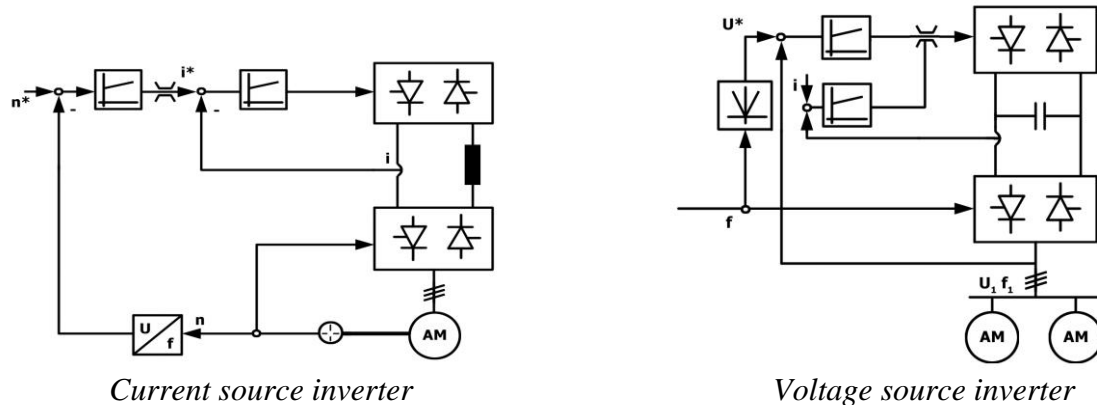 n*
-
i*
-
i
U
f
n
AM
Current source inverter
U*
i
f
U₁ f₁
AM
AM
Voltage source inverter